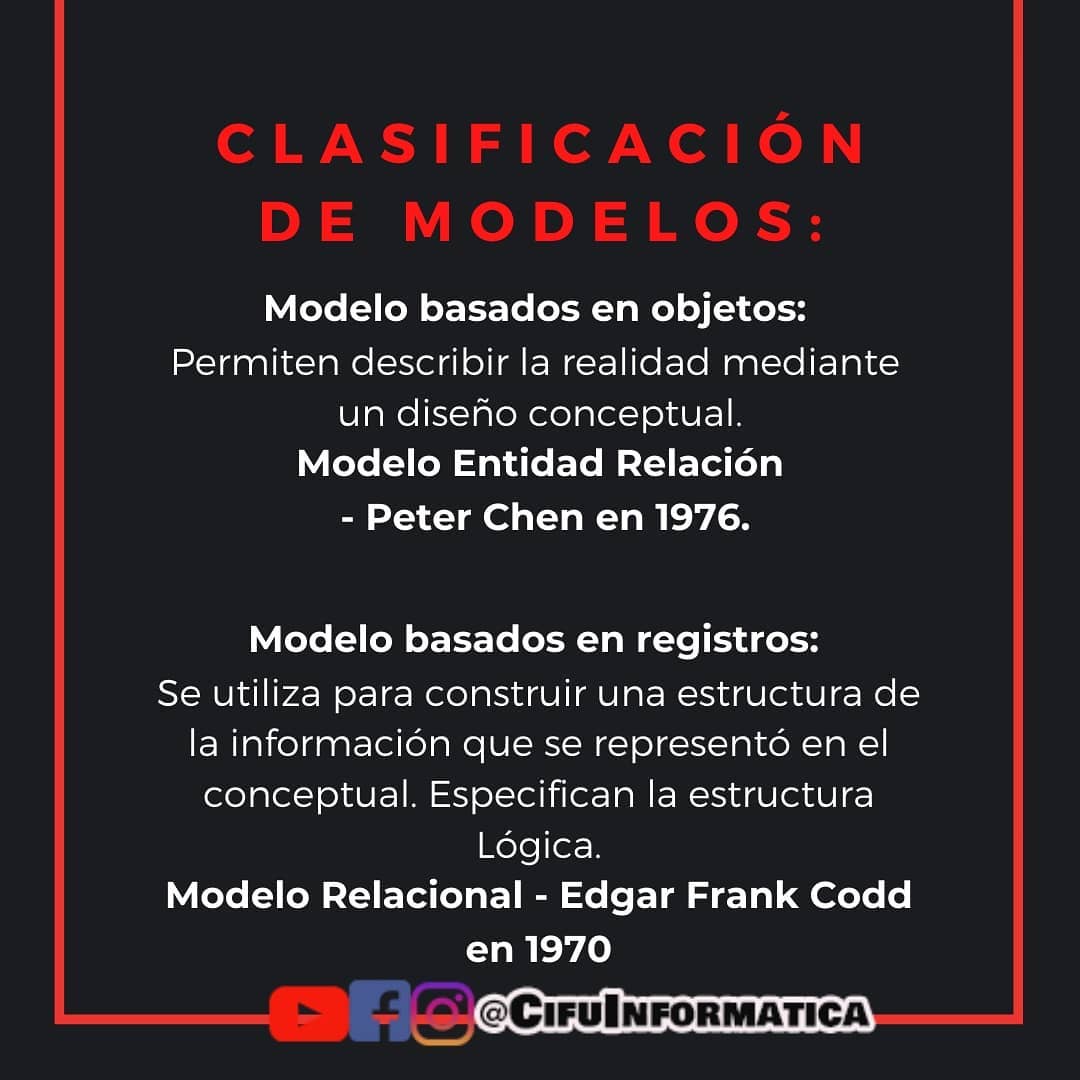 CLASIFICACIÓN
DE MODELOS:
Modelo basados en objetos:
Permiten describir la realidad mediante
un diseño conceptual.
Modelo Entidad Relación
- Peter Chen en 1976.
Modelo basados en registros:
Se utiliza para construir una estructura de
la información que se representó en el
conceptual. Especifican la estructura
Lógica.
Modelo Relacional - Edgar Frank Codd
en 1970
@CIFUINFORMATICA